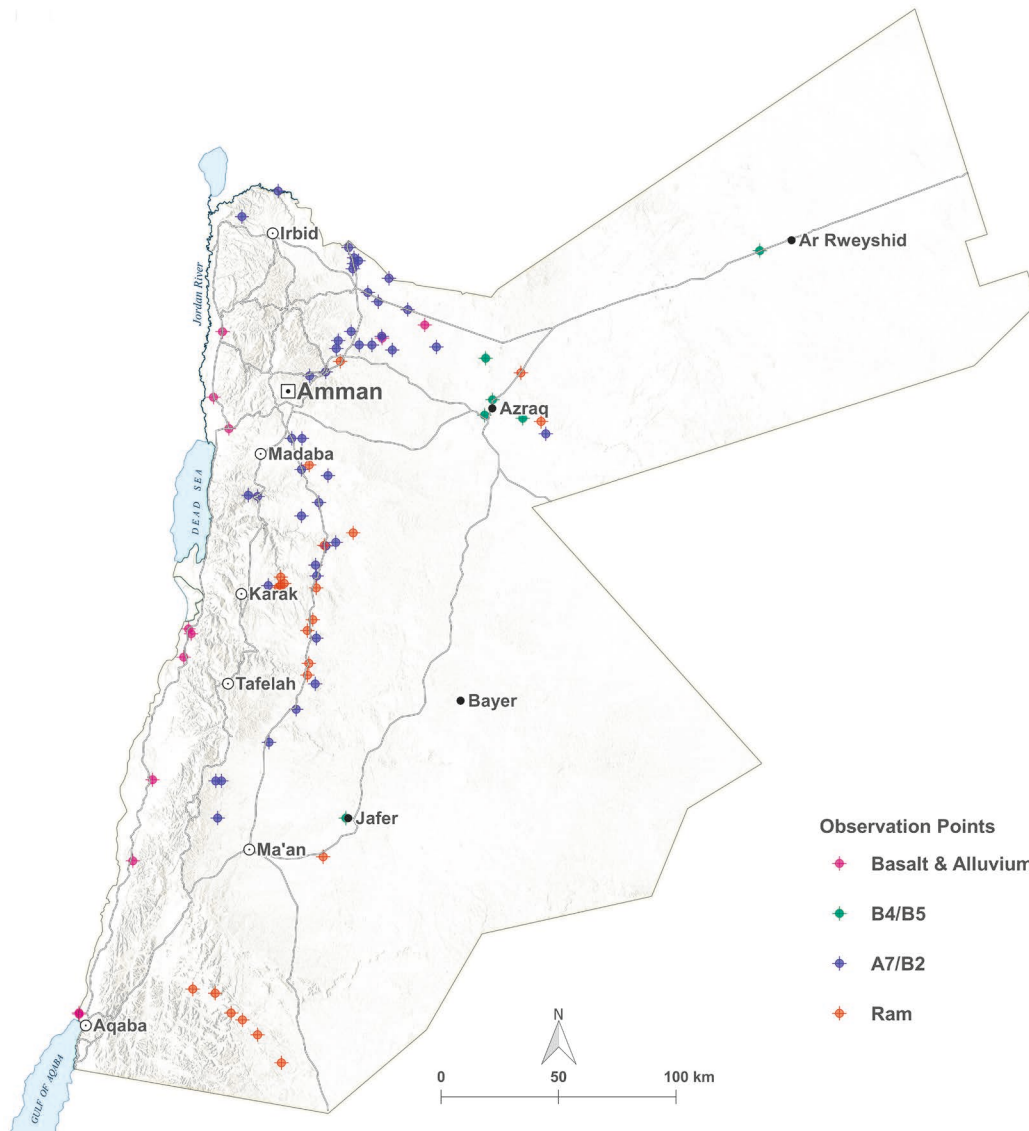 Irbid
Ar Rweyshid
Jordan River
Amman
Azraq
Madaba
DEAD SEA
Karak
Tafelah
Bayer
Jafer
Ma'an
Observation Points
Basalt & Alluvium
B4/B5
A7/B2
Ram
Aqaba
GULF OF AQABA
N
0 50 100 km